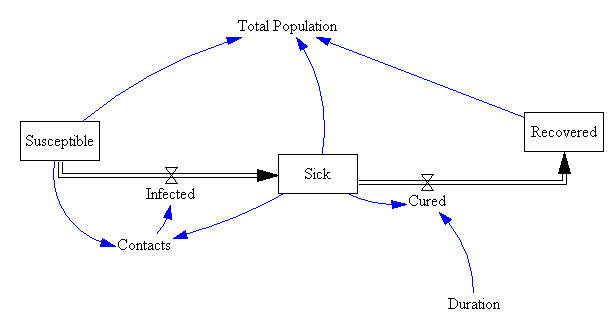 Total Population
Susceptible
Recovered
Sick
Infected
Cured
Contacts
Duration